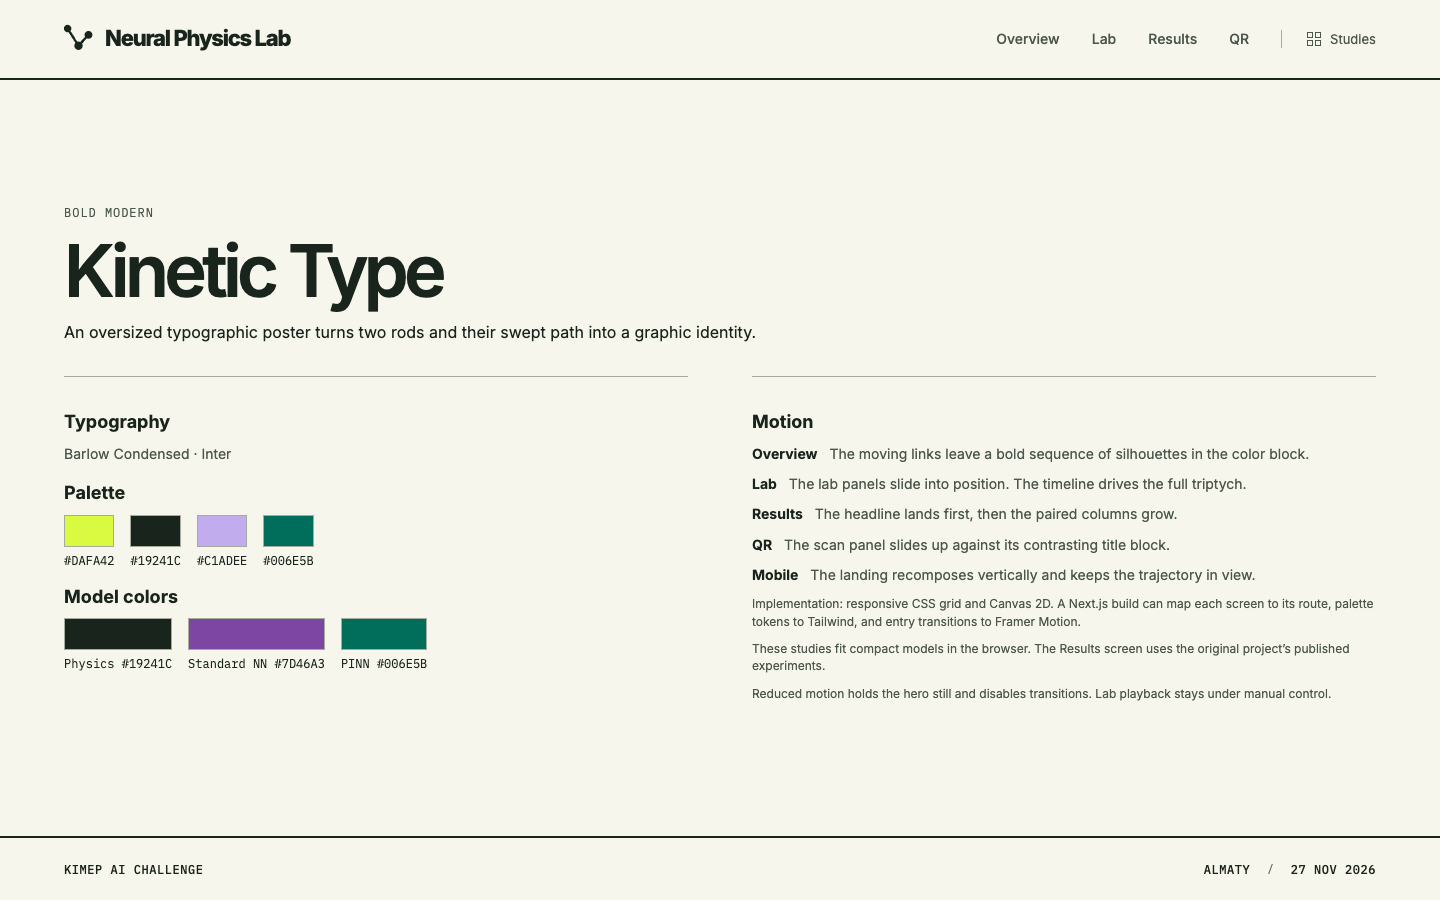 Neural Physics Lab
Overview
Lab
Results
QR
Studies
BOLD MODERN
Kinetic Type
An oversized typographic poster turns two rods and their swept path into a graphic identity.
Typography
Barlow Condensed · Inter
Palette
#DAFA42 #19241C #C1ADEE #006E5B
Model colors
Physics #19241C Standard NN #7D46A3 PINN #006E5B
Motion
Overview The moving links leave a bold sequence of silhouettes in the color block.
Lab The lab panels slide into position. The timeline drives the full triptych.
Results The headline lands first, then the paired columns grow.
QR The scan panel slides up against its contrasting title block.
Mobile The landing recomposes vertically and keeps the trajectory in view.
Implementation: responsive CSS grid and Canvas 2D. A Next.js build can map each screen to its route, palette
tokens to Tailwind, and entry transitions to Framer Motion.
These studies fit compact models in the browser. The Results screen uses the original project’s published
experiments.
Reduced motion holds the hero still and disables transitions. Lab playback stays under manual control.
KIMEP AI CHALLENGE
ALMATY / 27 NOV 2026